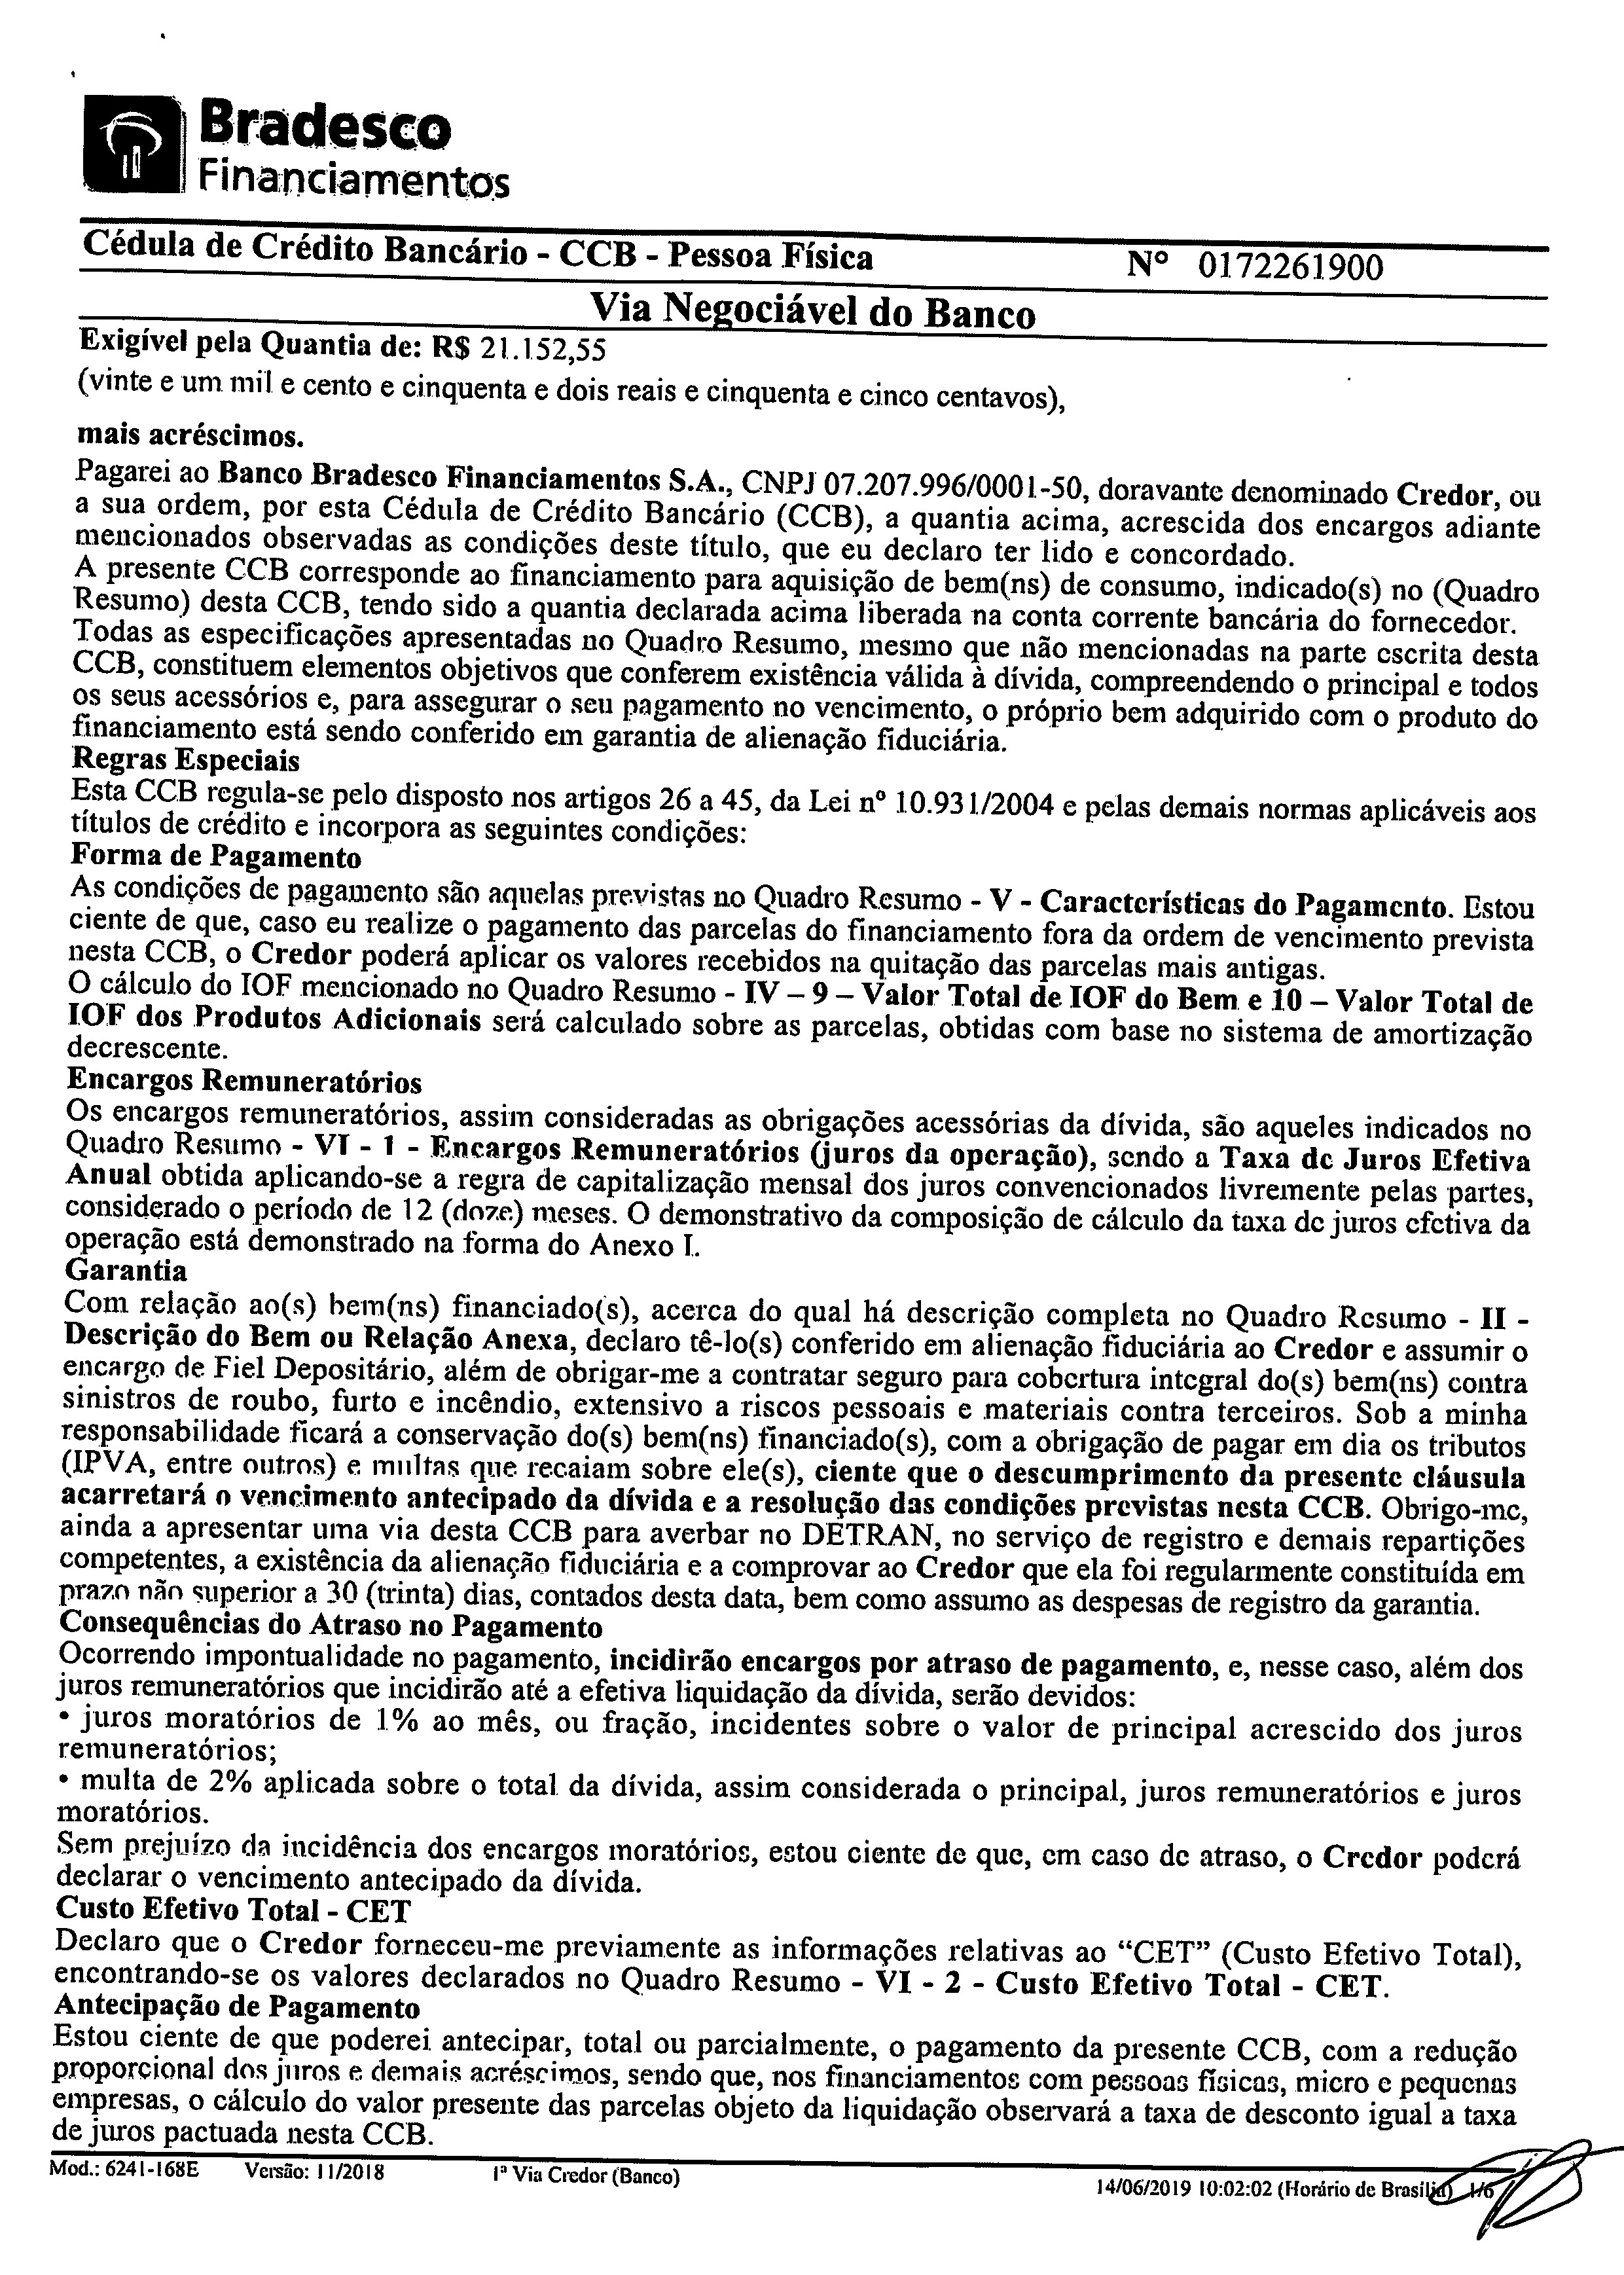 Bradesco
Financiamentos
Cédula de Crédito Bancário - CCB - Pessoa Física Nº 0172261900
Via Negociável do Banco
Exigível pela Quantia de: R$ 21.152,55
(vinte e um mil e cento e cinquenta e dois reais e cinquenta e cinco centavos),
mais acréscimos.
Pagarei ao Banco Bradesco Financiamentos S.A., CNPJ 07.207.996/0001-50, doravante denominado Credor, ou
a sua ordem, por esta Cédula de Crédito Bancário (CCB), a quantia acima, acrescida dos encargos adiante
mencionados observadas as condições deste título, que eu declaro ter lido e concordado.
A presente CCB corresponde ao financiamento para aquisição de bem(ns) de consumo, indicado(s) no (Quadro
Resumo) desta CCB, tendo sido a quantia declarada acima liberada na conta corrente bancária do fornecedor.
Todas as especificações apresentadas no Quadro Resumo, mesmo que não mencionadas na parte escrita desta
CCB, constituem elementos objetivos que conferem existência válida à dívida, compreendendo o principal e todos
os seus acessórios e, para assegurar o seu pagamento no vencimento, o próprio bem adquirido com o produto do
financiamento está sendo conferido em garantia de alienação fiduciária.
Regras Especiais
Esta CCB regula-se pelo disposto nos artigos 26 a 45, da Lei nº 10.931/2004 e pelas demais normas aplicáveis aos
títulos de crédito e incorpora as seguintes condições:
Forma de Pagamento
As condições de pagamento são aquelas previstas no Quadro Resumo - V - Características do Pagamento. Estou
ciente de que, caso eu realize o pagamento das parcelas do financiamento fora da ordem de vencimento prevista
nesta CCB, o Credor poderá aplicar os valores recebidos na quitação das parcelas mais antigas.
O cálculo do IOF mencionado no Quadro Resumo - IV – 9 – Valor Total de IOF do Bem e 10 – Valor Total de
IOF dos Produtos Adicionais será calculado sobre as parcelas, obtidas com base no sistema de amortização
decrescente.
Encargos Remuneratórios
Os encargos remuneratórios, assim consideradas as obrigações acessórias da dívida, são aqueles indicados no
Quadro Resumo - VI - 1 - Encargos Remuneratórios (juros da operação), sendo a Taxa de Juros Efetiva
Anual obtida aplicando-se a regra de capitalização mensal dos juros convencionados livremente pelas partes,
considerado o período de 12 (doze) meses. O demonstrativo da composição de cálculo da taxa de juros efetiva da
operação está demonstrado na forma do Anexo I.
Garantia
Com relação ao(s) bem(ns) financiado(s), acerca do qual há descrição completa no Quadro Resumo - II -
Descrição do Bem ou Relação Anexa, declaro tê-lo(s) conferido em alienação fiduciária ao Credor e assumir o
encargo de Fiel Depositário, além de obrigar-me a contratar seguro para cobertura integral do(s) bem(ns) contra
sinistros de roubo, furto e incêndio, extensivo a riscos pessoais e materiais contra terceiros. Sob a minha
responsabilidade ficará a conservação do(s) bem(ns) financiado(s), com a obrigação de pagar em dia os tributos
(IPVA, entre outros) e multas que recaiam sobre ele(s), ciente que o descumprimento da presente cláusula
acarretará o vencimento antecipado da dívida e a resolução das condições previstas nesta CCB. Obrigo-me,
ainda a apresentar uma via desta CCB para averbar no DETRAN, no serviço de registro e demais repartições
competentes, a existência da alienação fiduciária e a comprovar ao Credor que ela foi regularmente constituída em
prazo não superior a 30 (trinta) dias, contados desta data, bem como assumo as despesas de registro da garantia.
Consequências do Atraso no Pagamento
Ocorrendo impontualidade no pagamento, incidirão encargos por atraso de pagamento, e, nesse caso, além dos
juros remuneratórios que incidirão até a efetiva liquidação da dívida, serão devidos:
• juros moratórios de 1% ao mês, ou fração, incidentes sobre o valor de principal acrescido dos juros
remuneratórios;
• multa de 2% aplicada sobre o total da dívida, assim considerada o principal, juros remuneratórios e juros
moratórios.
Sem prejuízo da incidência dos encargos moratórios, estou ciente de que, em caso de atraso, o Credor poderá
declarar o vencimento antecipado da dívida.
Custo Efetivo Total - CET
Declaro que o Credor forneceu-me previamente as informações relativas ao “CET” (Custo Efetivo Total),
encontrando-se os valores declarados no Quadro Resumo - VI - 2 - Custo Efetivo Total - CET.
Antecipação de Pagamento
Estou ciente de que poderei antecipar, total ou parcialmente, o pagamento da presente CCB, com a redução
proporcional dos juros e demais acréscimos, sendo que, nos financiamentos com pessoas físicas, micro e pequenas
empresas, o cálculo do valor presente das parcelas objeto da liquidação observará a taxa de desconto igual a taxa
de juros pactuada nesta CCB.
Mod.: 6241-168E Versão: 11/2018 1ª Via Credor (Banco) 14/06/2019 10:02:02 (Horário de Brasília) 1/6